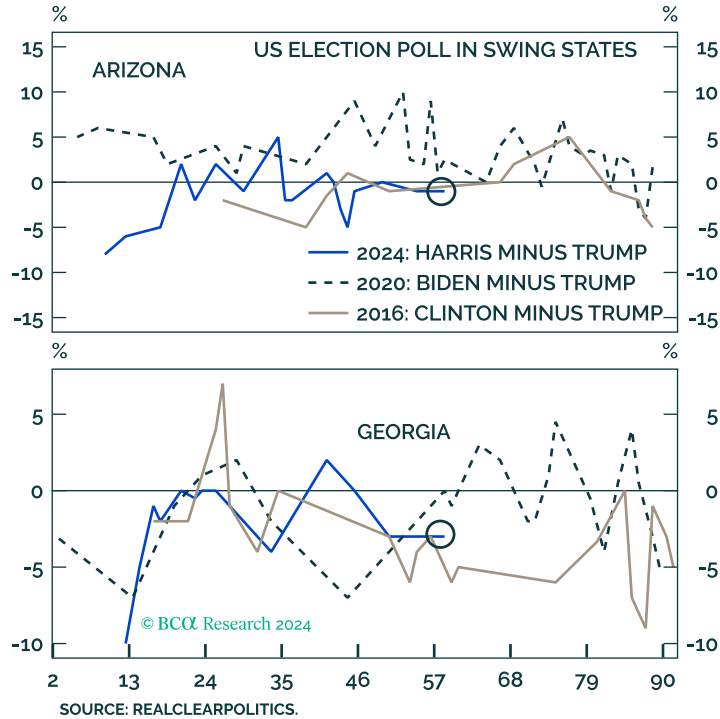 % %
US ELECTION POLL IN SWING STATES
ARIZONA
15 15
10 10
5 5
0 0
-5 -5
2024: HARRIS MINUS TRUMP
-10 -10
2020: BIDEN MINUS TRUMP
2016: CLINTON MINUS TRUMP
-15 -15
% %
GEORGIA
5 5
0 0
-5 -5
© BCα Research 2024
-10 -10
2 13 24 35 46 57 68 79 90
SOURCE: REALCLEARPOLITICS.